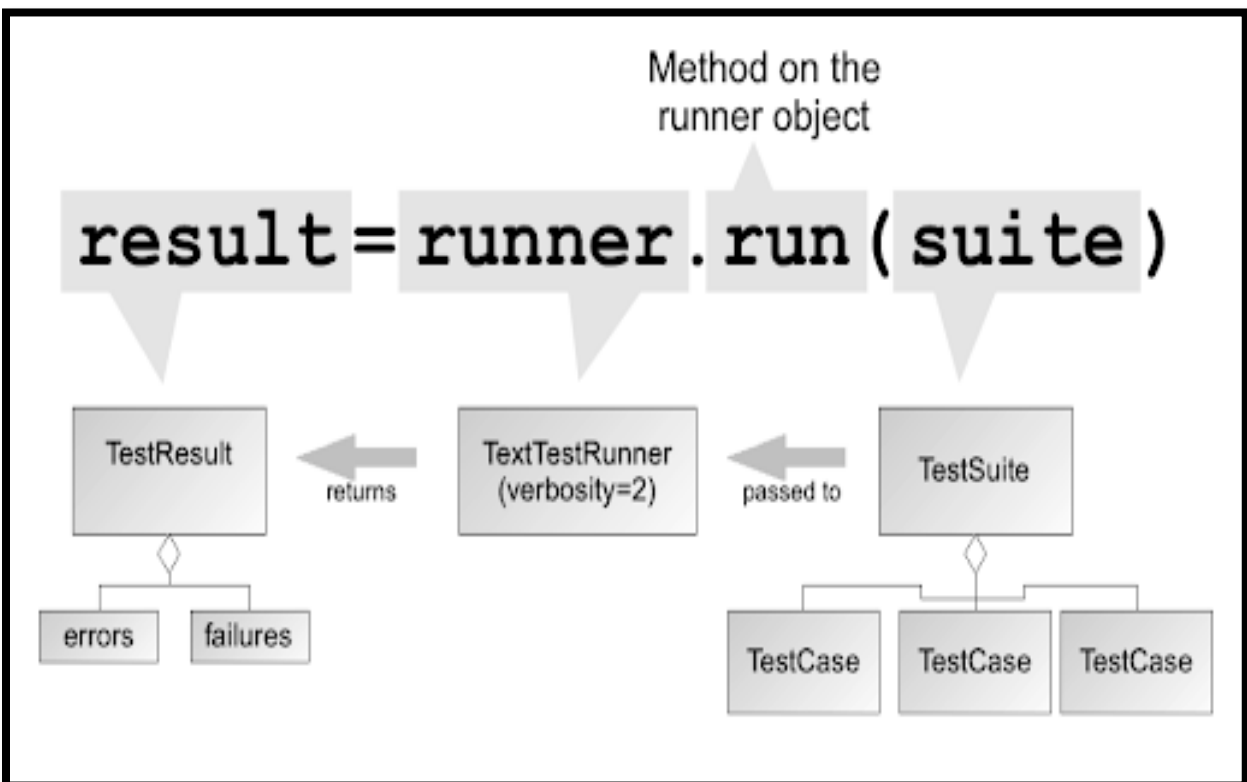 Method on the
runner object
result=runner.run(suite)
TestResult
returns
TextTestRunner
(verbosity=2)
passed to
TestSuite
errors
failures
TestCase
TestCase
TestCase